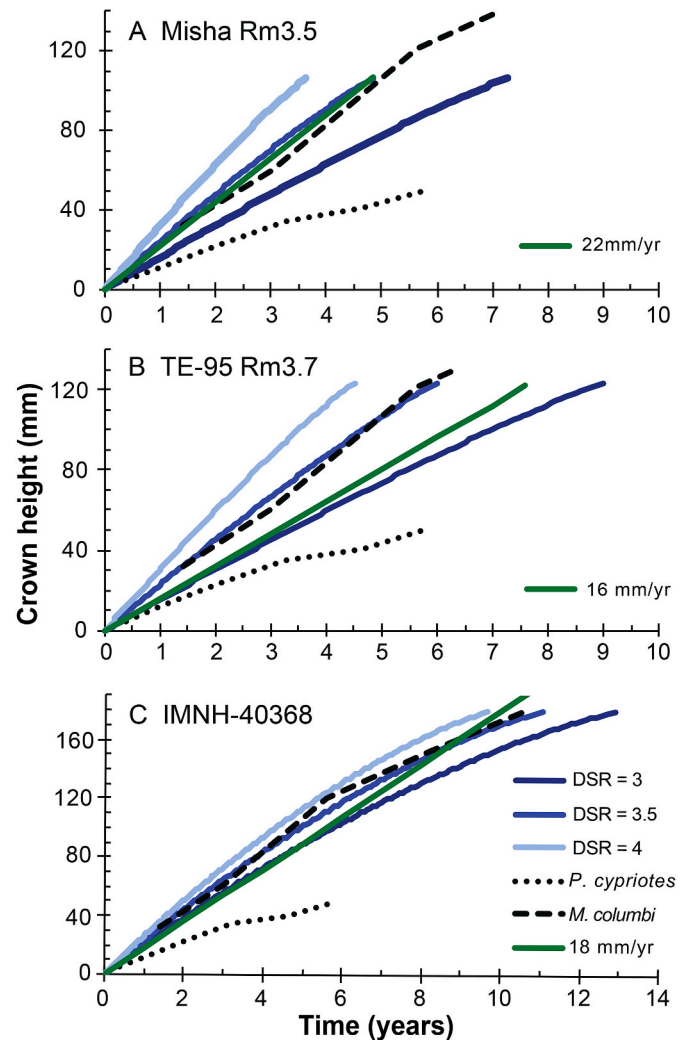 A Misha Rm3.5
120
80
40
0
22mm/yr
0 1 2 3 4 5 6 7 8 9 10
B TE-95 Rm3.7
120
80
40
0
16 mm/yr
0 1 2 3 4 5 6 7 8 9 10
Crown height (mm)
C IMNH-40368
160
120
80
40
0
DSR = 3
DSR = 3.5
DSR = 4
P. cypriotes
M. columbi
18 mm/yr
0 2 4 6 8 10 12 14
Time (years)